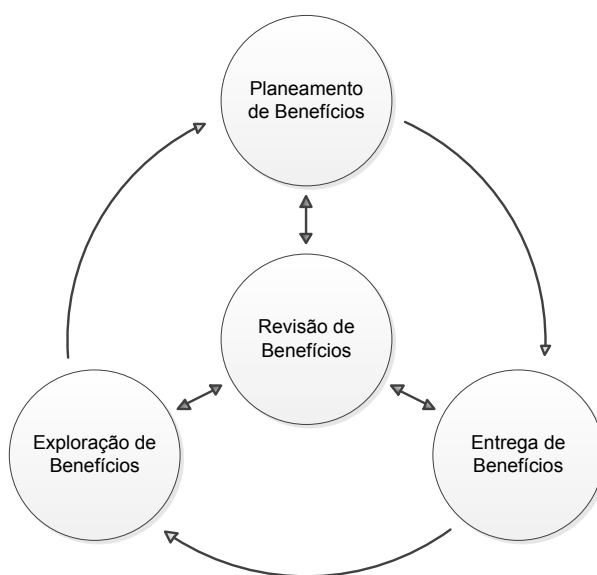 Planeamento
de Benefícios
Revisão de
Benefícios
Exploração de
Benefícios
Entrega de
Benefícios